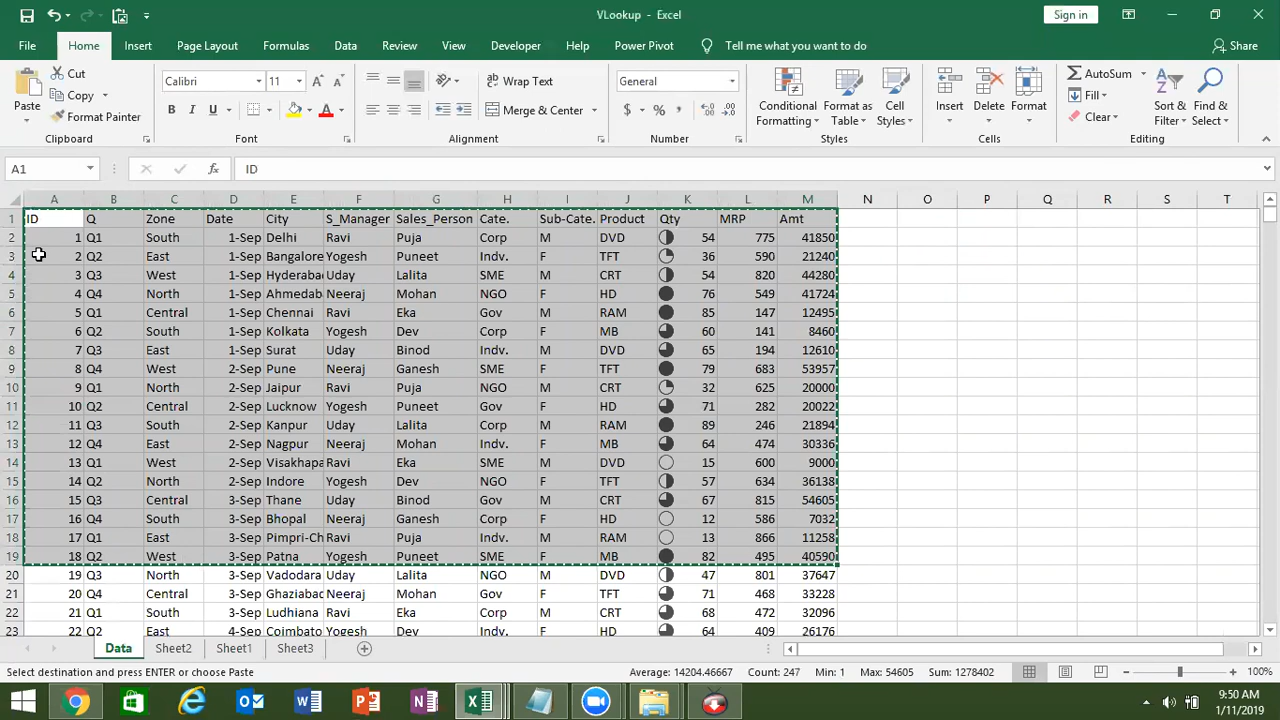 VLookup - Excel
Sign in
File Home Insert Page Layout Formulas Data Review View Developer Help Power Pivot Tell me what you want to do Share
Paste Cut Copy Format Painter Clipboard
Calibri 11 B I U A Font
Wrap Text Merge & Center Alignment
General $ % Number
Conditional Formatting Format as Table Cell Styles Styles
Insert Delete Format Cells
AutoSum Fill Clear Sort & Filter Find & Select Editing
A1 fx ID
A B C D E F G H I J K L M N O P Q R S T
1 ID Q Zone Date City S_Manager Sales_Person Cate. Sub-Cate. Product Qty MRP Amt
2 1 Q1 South 1-Sep Delhi Ravi Puja Corp M DVD 54 775 41850
3 2 Q2 East 1-Sep Bangalore Yogesh Puneet Indv. F TFT 36 590 21240
4 3 Q3 West 1-Sep Hyderabad Uday Lalita SME M CRT 54 820 44280
5 4 Q4 North 1-Sep Ahmedab Neeraj Mohan NGO F HD 76 549 41724
6 5 Q1 Central 1-Sep Chennai Ravi Eka Gov M RAM 85 147 12495
7 6 Q2 South 1-Sep Kolkata Yogesh Dev Corp F MB 60 141 8460
8 7 Q3 East 1-Sep Surat Uday Binod Indv. M DVD 65 194 12610
9 8 Q4 West 1-Sep Pune Neeraj Ganesh SME F TFT 79 683 53957
10 9 Q1 North 2-Sep Jaipur Ravi Puja NGO M CRT 32 625 20000
11 10 Q2 Central 2-Sep Lucknow Yogesh Puneet Gov F HD 71 282 20022
12 11 Q3 South 2-Sep Kanpur Uday Lalita Corp M RAM 89 246 21894
13 12 Q4 East 2-Sep Nagpur Neeraj Mohan Indv. F MB 64 474 30336
14 13 Q1 West 2-Sep Visakhapa Ravi Eka SME M DVD 15 600 9000
15 14 Q2 North 2-Sep Indore Yogesh Dev NGO F TFT 57 634 36138
16 15 Q3 Central 3-Sep Thane Uday Binod Gov M CRT 67 815 54605
17 16 Q4 South 3-Sep Bhopal Neeraj Ganesh Corp F HD 12 586 7032
18 17 Q1 East 3-Sep Pimpri-Ch Ravi Puja Indv. M RAM 13 866 11258
19 18 Q2 West 3-Sep Patna Yogesh Puneet SME F MB 82 495 40590
20 19 Q3 North 3-Sep Vadodara Uday Lalita NGO M DVD 47 801 37647
21 20 Q4 Central 3-Sep Ghaziabad Neeraj Mohan Gov F TFT 71 468 33228
22 21 Q1 South 3-Sep Ludhiana Ravi Eka Corp M CRT 68 472 32096
23 22 Q2 East 4-Sep Coimbato Yogesh Dev Indv. F HD 64 409 26176
Data Sheet2 Sheet1 Sheet3
Select destination and press ENTER or choose Paste Average: 14204.46667 Count: 247 Min: 1 Max: 54605 Sum: 1278402 100%
9:50 AM
1/11/2019